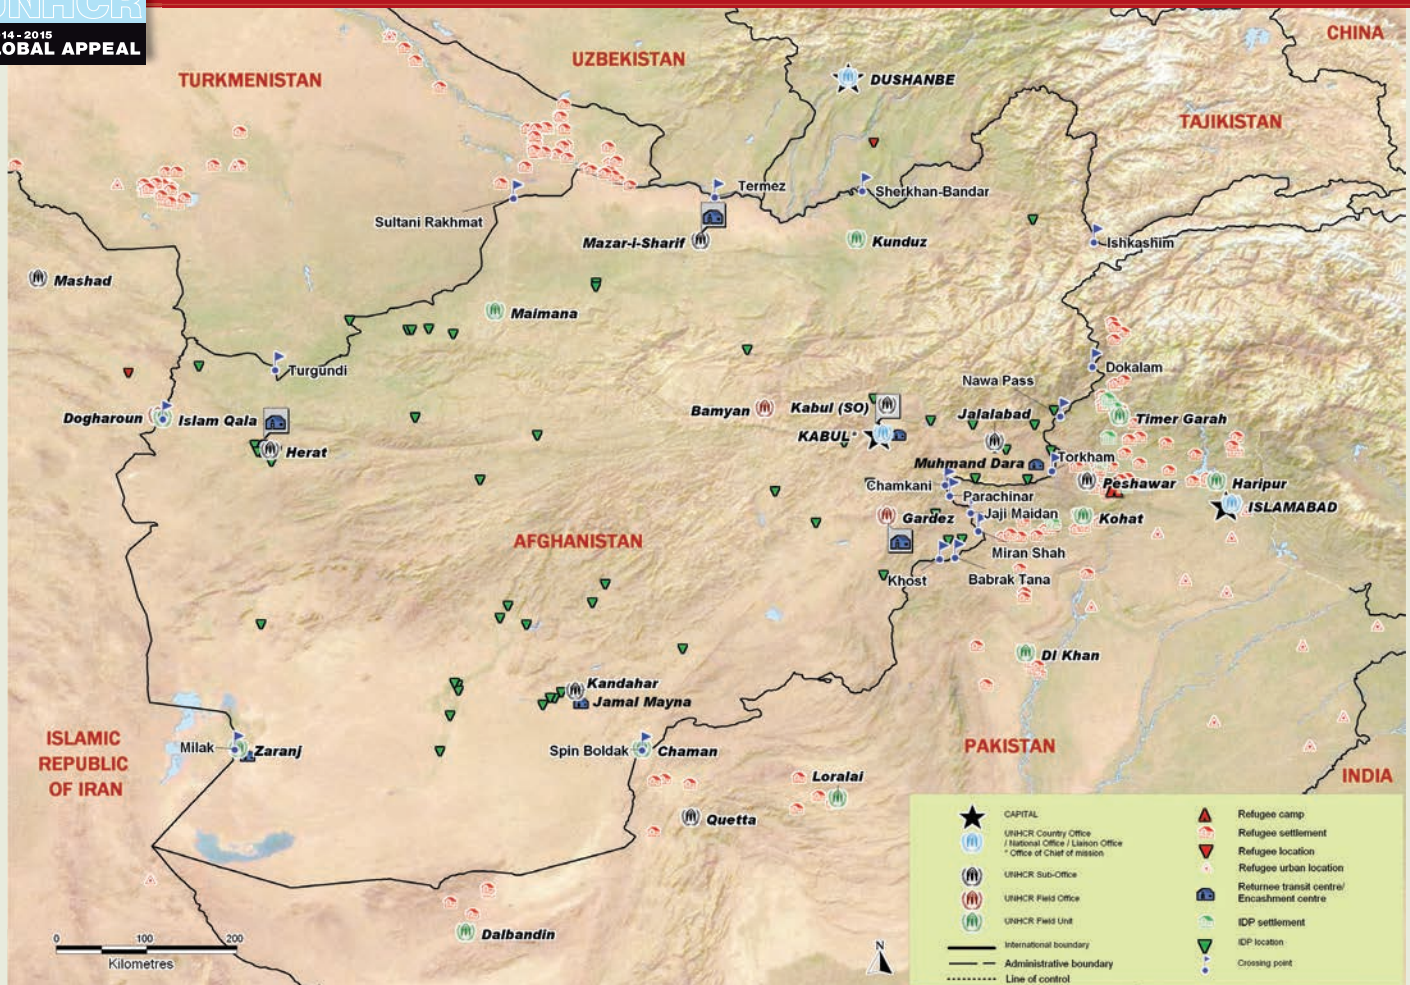 UNHCR
14 - 2015
LOBAL APPEAL
CHINA
UZBEKISTAN
TURKMENISTAN
DUSHANBE
TAJIKISTAN
Termez
Sherkhan-Bandar
Sultani Rakhmat
Mazar-i-Sharif
Kunduz
Ishkashim
Mashad
Maimana
Turgundi
Dokalam
Nawa Pass
Bamyan
Kabul (SO)
Jalalabad
Timer Garah
Dogharoun
Islam Qala
KABUL*
Herat
Muhmand Dara
Torkham
Chamkani
Peshawar
Haripur
Parachinar
ISLAMABAD
Gardez
Jaji Maidan
Kohat
AFGHANISTAN
Miran Shah
Khost
Babrak Tana
DI Khan
Kandahar
Jamal Mayna
ISLAMIC
REPUBLIC
OF IRAN
Milak
Zaranj
Spin Boldak
Chaman
PAKISTAN
INDIA
Loralai
Quetta
Dalbandin
0 100 200
Kilometres
N
CAPITAL
UNHCR Country Office
/ National Office / Liaison Office
* Office of Chief of mission
UNHCR Sub-Office
UNHCR Field Office
UNHCR Field Unit
International boundary
Administrative boundary
Line of control
Refugee camp
Refugee settlement
Refugee location
Refugee urban location
Returnee transit centre/
Encashment centre
IDP settlement
IDP location
Crossing point